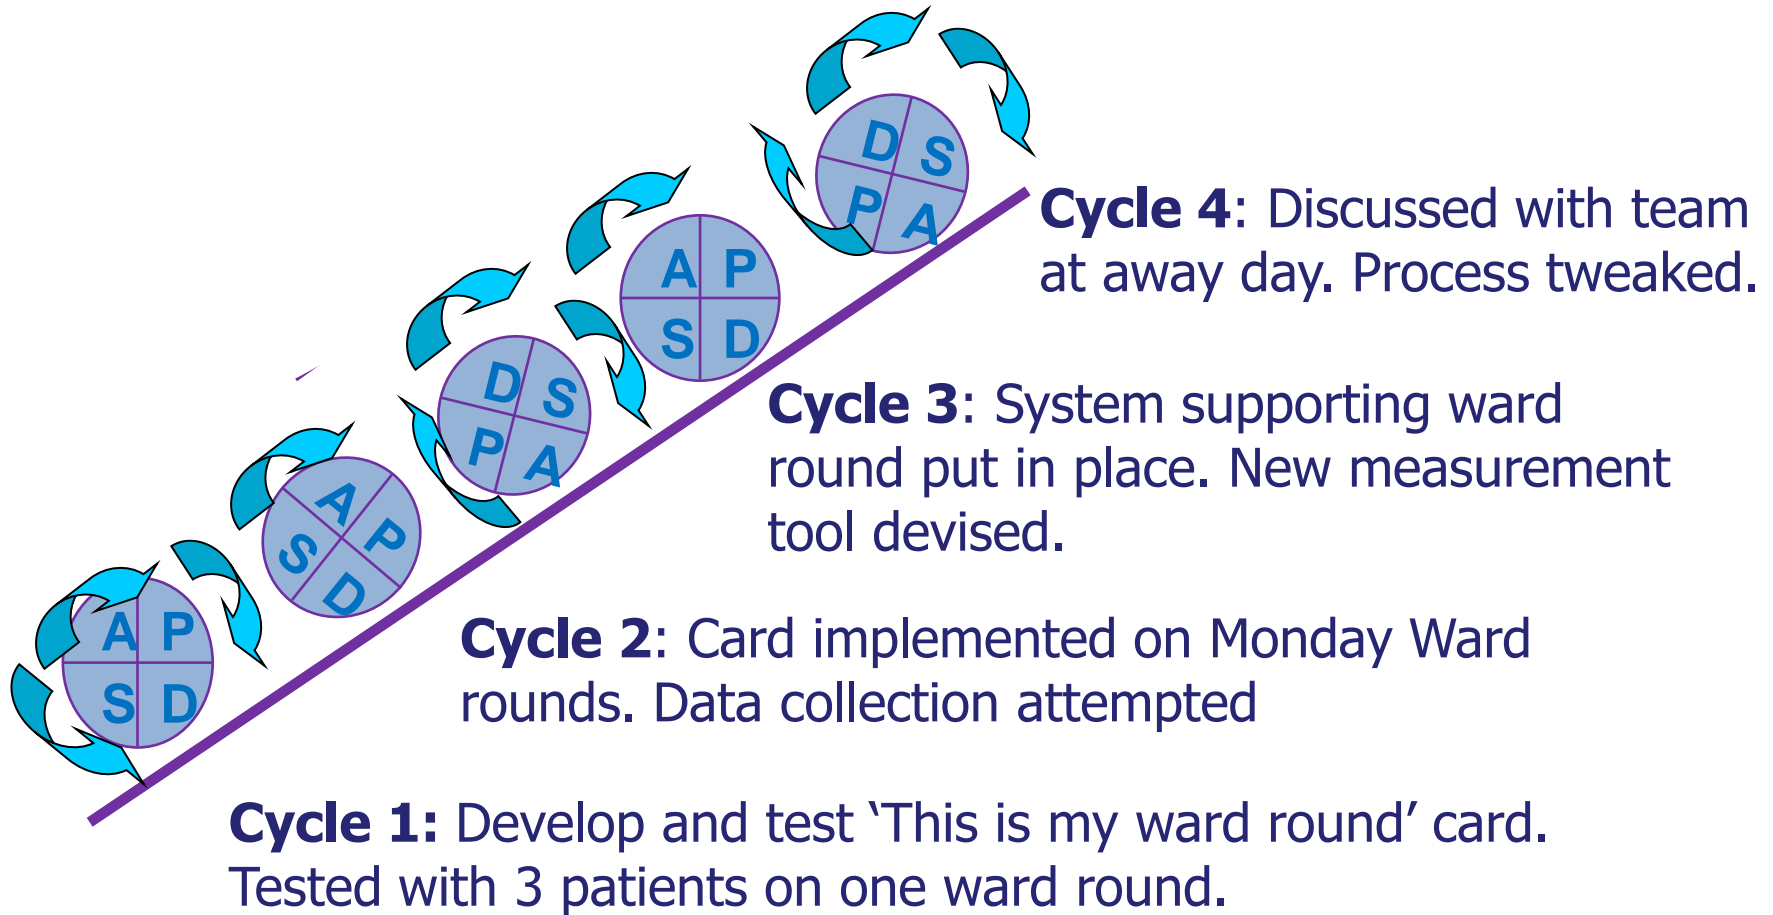 D S
P A
Cycle 4: Discussed with team
at away day. Process tweaked.
A P
S D
D S
P A
Cycle 3: System supporting ward
round put in place. New measurement
tool devised.
A P
S D
Cycle 2: Card implemented on Monday Ward
rounds. Data collection attempted
A P
S D
Cycle 1: Develop and test ‘This is my ward round’ card.
Tested with 3 patients on one ward round.